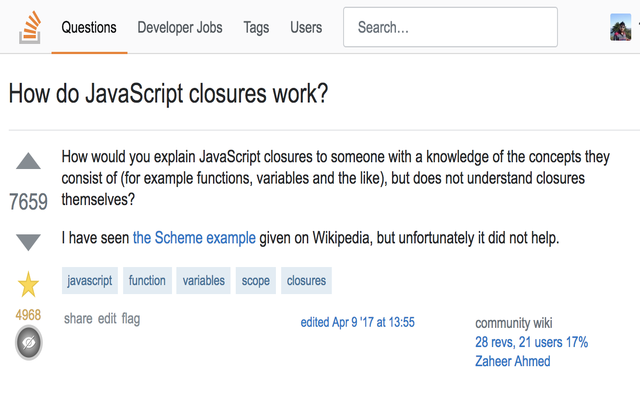 Questions Developer Jobs Tags Users Search...
How do JavaScript closures work?
How would you explain JavaScript closures to someone with a knowledge of the concepts they
consist of (for example functions, variables and the like), but does not understand closures
themselves?
7659
I have seen the Scheme example given on Wikipedia, but unfortunately it did not help.
javascript function variables scope closures
4968
share edit flag
edited Apr 9 '17 at 13:55
community wiki
28 revs, 21 users 17%
Zaheer Ahmed